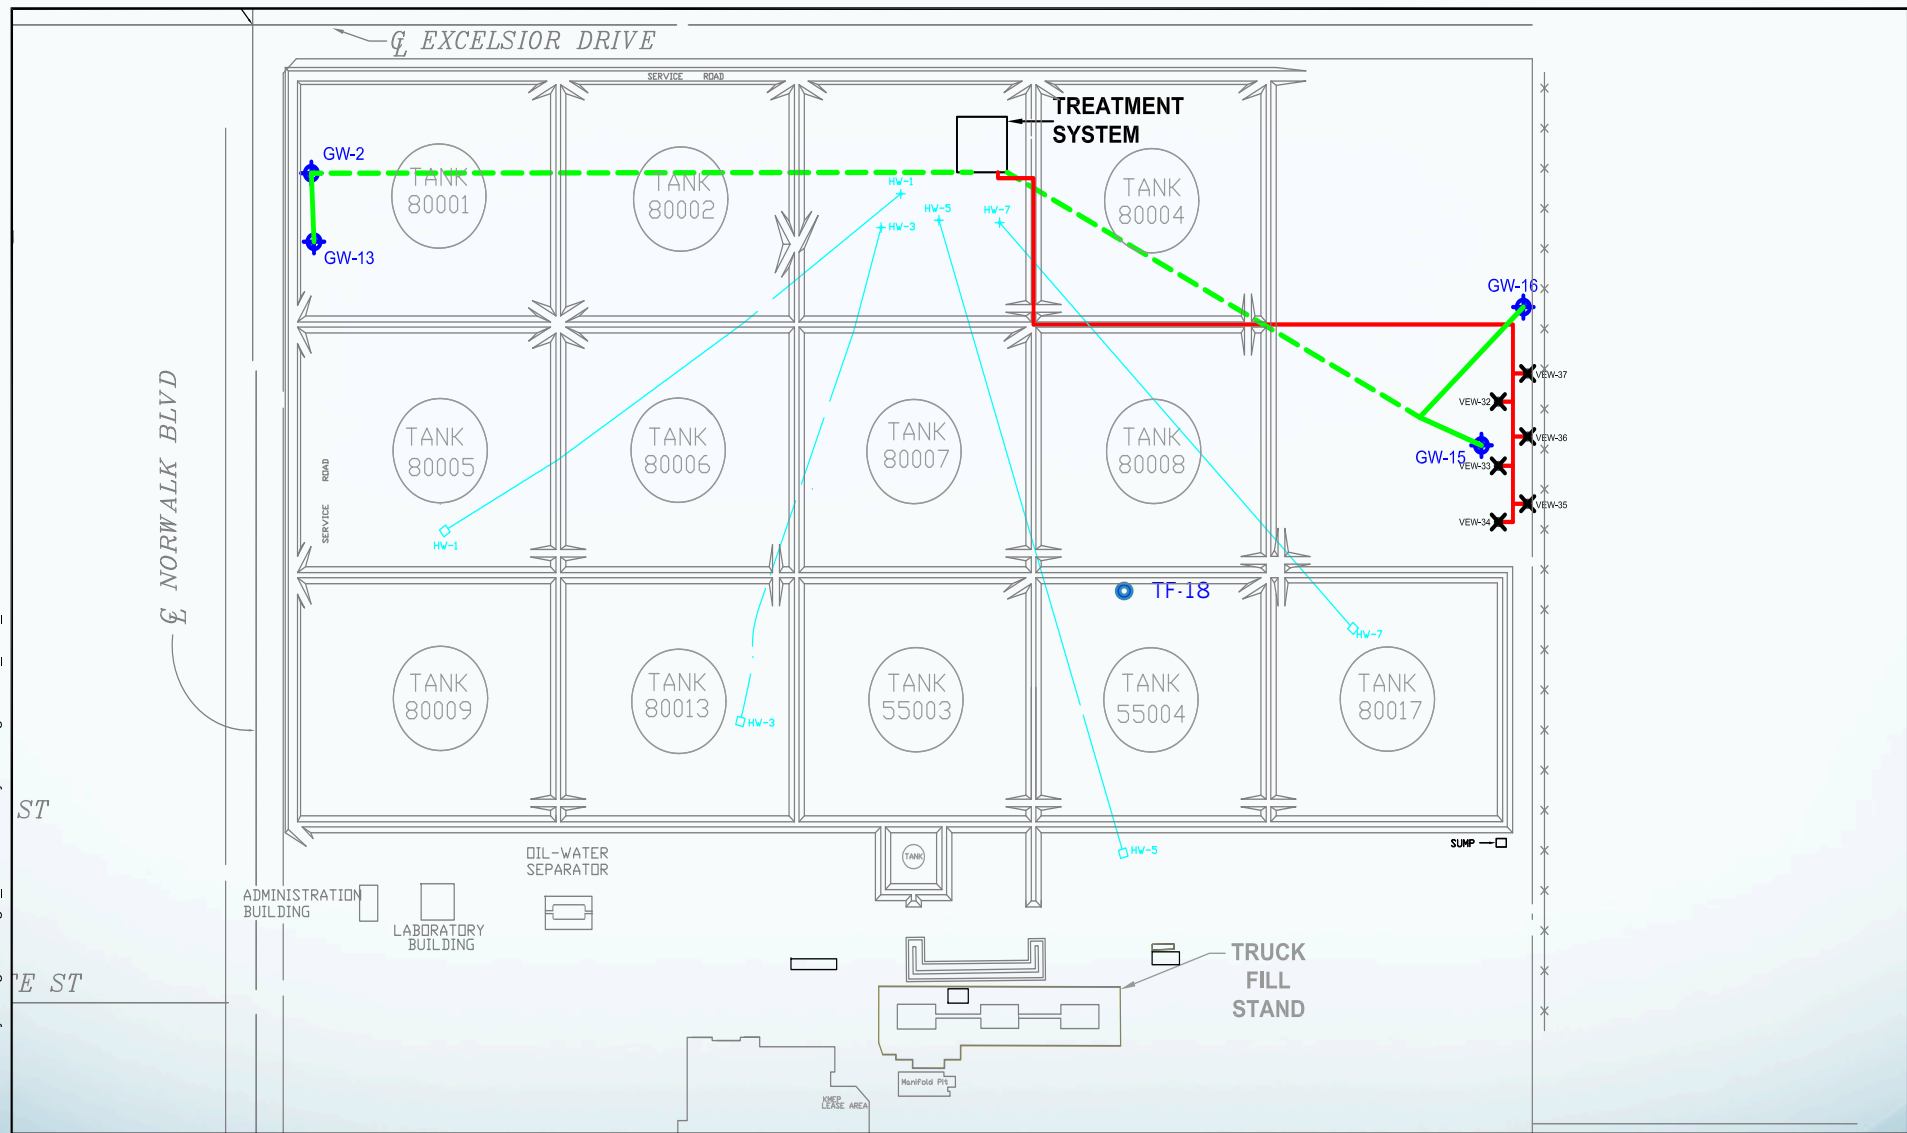 ℄ EXCELSIOR DRIVE
SERVICE ROAD
TREATMENT
SYSTEM
GW-2
TANK
80001
TANK
80002
HW-1
HW-3
HW-5
HW-7
TANK
80004
GW-13
GW-16
℄ NORWALK BLVD
SERVICE ROAD
TANK
80005
TANK
80006
TANK
80007
TANK
80008
VEW-37
VEW-32
VEW-36
GW-15
VEW-33
VEW-35
VEW-34
HW-1
TF-18
HW-7
TANK
80009
TANK
80013
HW-3
TANK
55003
TANK
55004
TANK
80017
ST
SUMP
OIL-WATER
SEPARATOR
TANK
HW-5
ADMINISTRATION
BUILDING
LABORATORY
BUILDING
TRUCK
FILL
STAND
TE ST
Manifold Pit
KMEP
LEASE AREA